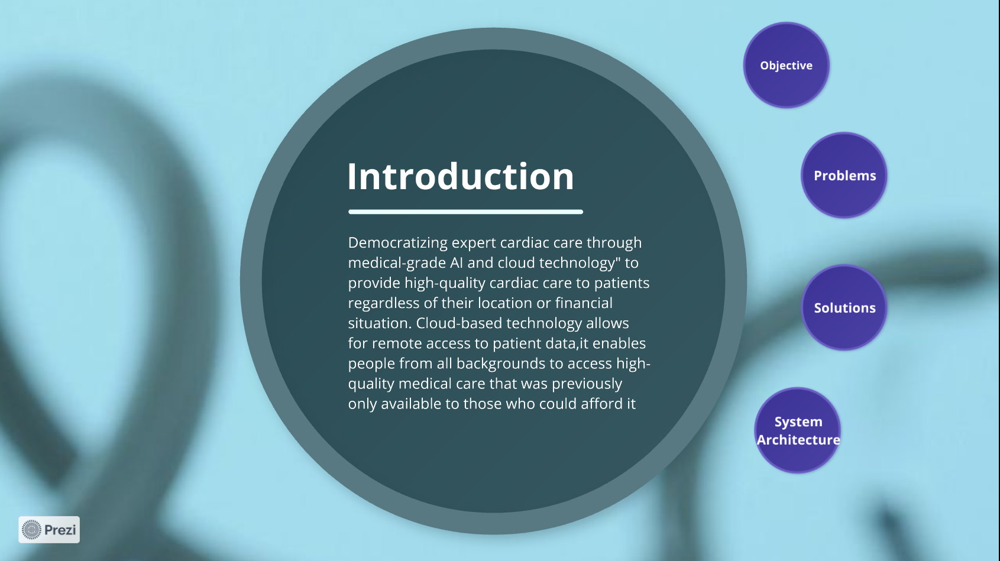 Introduction
Democratizing expert cardiac care through
medical-grade AI and cloud technology" to
provide high-quality cardiac care to patients
regardless of their location or financial
situation. Cloud-based technology allows
for remote access to patient data,it enables
people from all backgrounds to access high-
quality medical care that was previously
only available to those who could afford it
Objective
Problems
Solutions
System
Architecture
Prezi